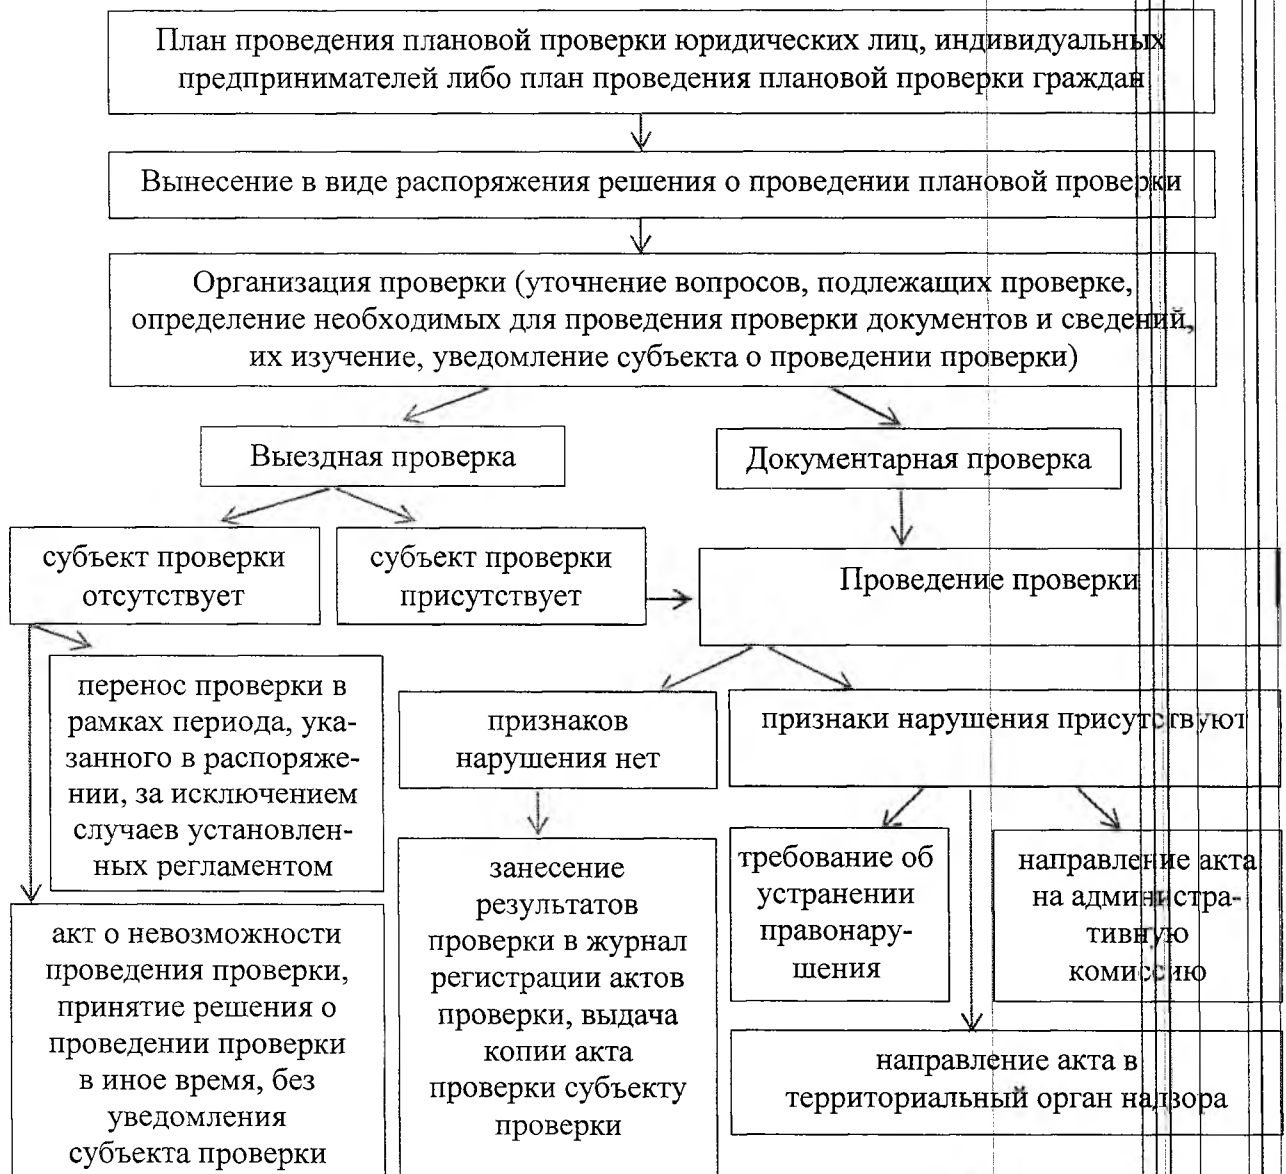 План проведения плановой проверки юридических лиц, индивидуальных
предпринимателей либо план проведения плановой проверки граждан
Вынесение в виде распоряжения решения о проведении плановой проверки
Организация проверки (уточнение вопросов, подлежащих проверке,
определение необходимых для проведения проверки документов и сведений,
их изучение, уведомление субъекта о проведении проверки)
Выездная проверка
Документарная проверка
субъект проверки
отсутствует
субъект проверки
присутствует
Проведение проверки
перенос проверки в
рамках периода, ука-
занного в распоряже-
нии, за исключением
случаев установлен-
ных регламентом
признаков
нарушения нет
признаки нарушения присутствуют
акт о невозможности
проведения проверки,
принятие решения о
проведении проверки
в иное время, без
уведомления
субъекта проверки
занесение
результатов
проверки в журнал
регистрации актов
проверки, выдача
копии акта
проверки субъекту
проверки
требование об
устранении
правонару-
шения
направление акта
на администра-
тивную
комиссию
направление акта в
территориальный орган надзора